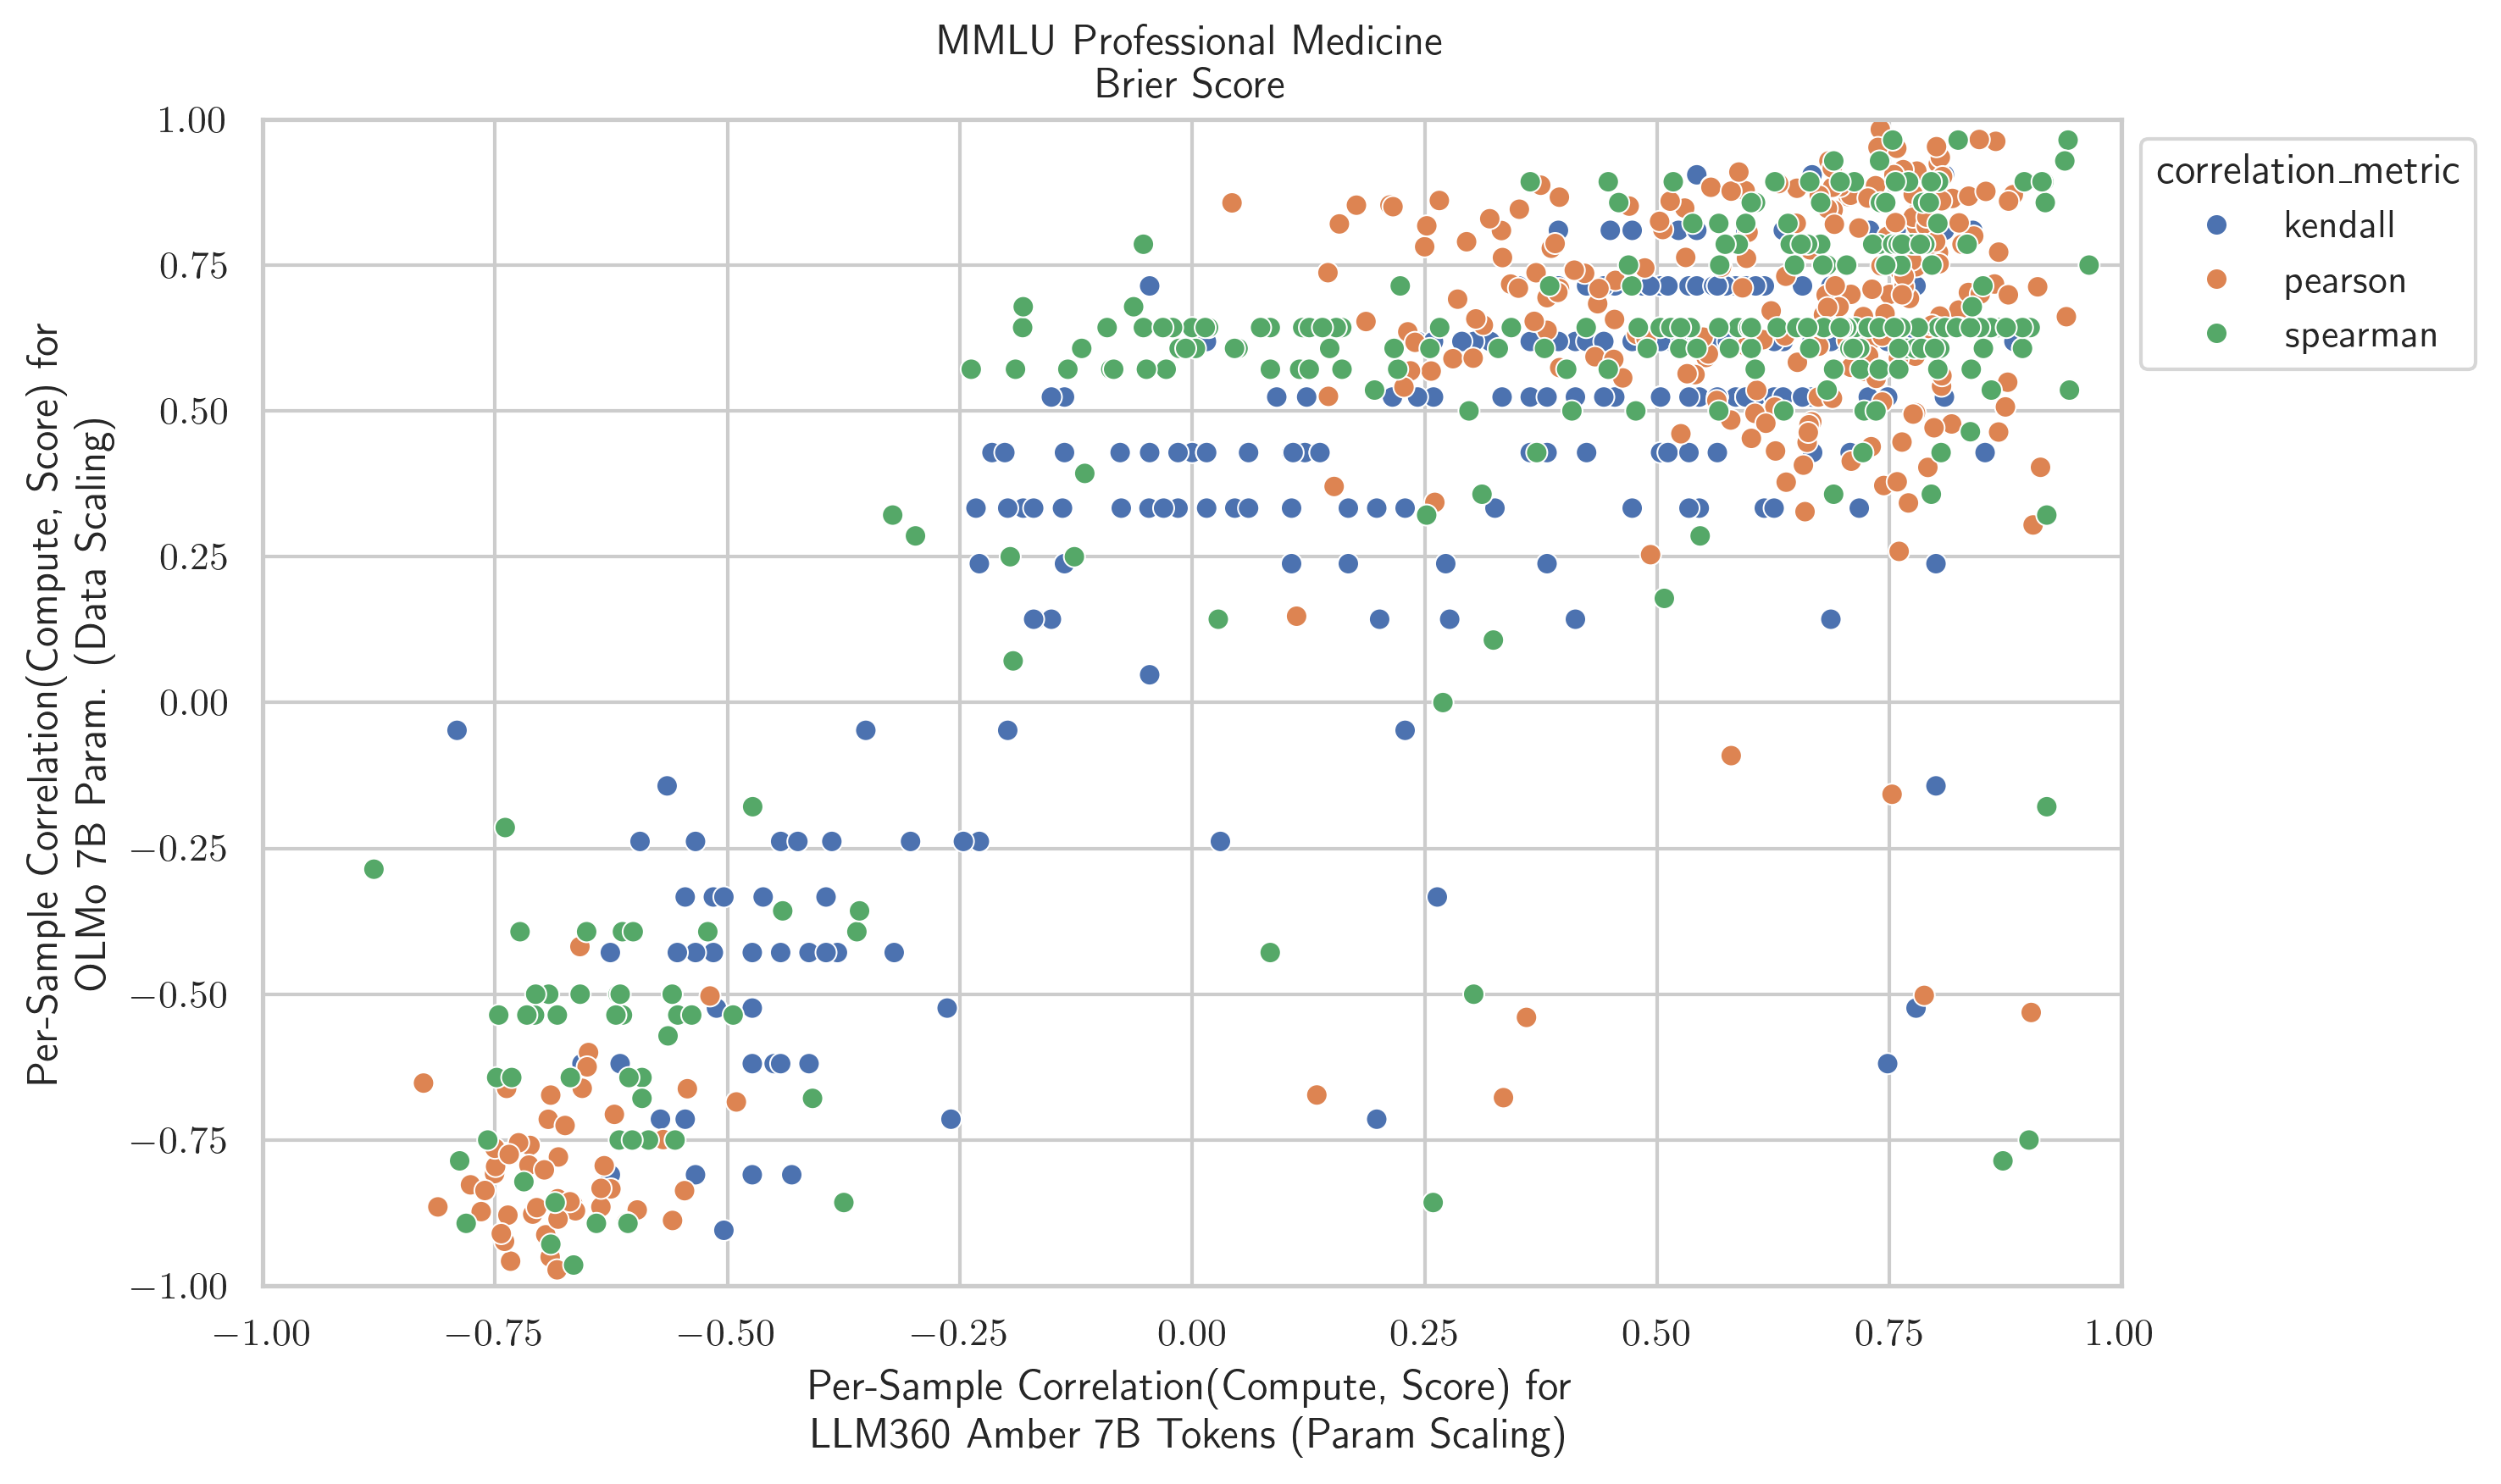 MMLU Professional Medicine
Brier Score
Per-Sample Correlation(Compute, Score) for
OLMo 7B Param. (Data Scaling)
1.00
0.75
0.50
0.25
0.00
−0.25
−0.50
−0.75
−1.00
−1.00 −0.75 −0.50 −0.25 0.00 0.25 0.50 0.75 1.00
Per-Sample Correlation(Compute, Score) for
LLM360 Amber 7B Tokens (Param Scaling)
correlation_metric
kendall
pearson
spearman